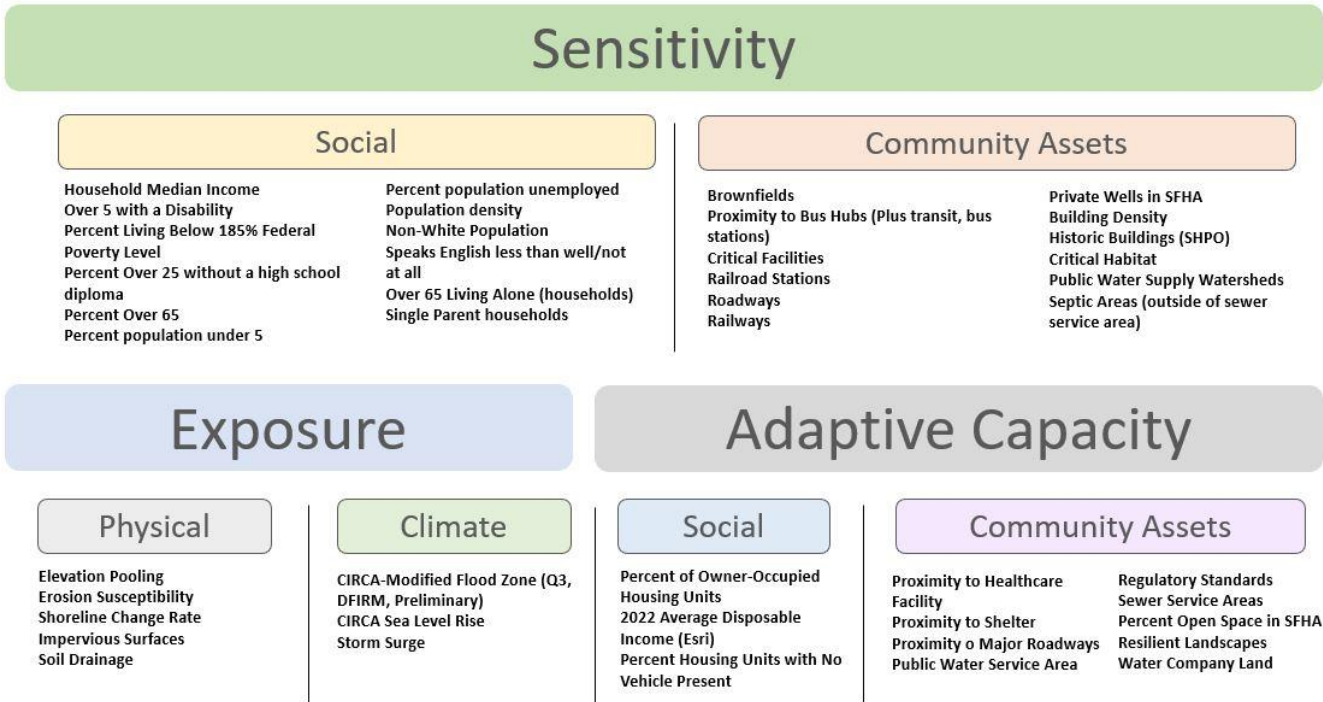 Sensitivity
Social
Household Median Income
Over 5 with a Disability
Percent Living Below 185% Federal
Poverty Level
Percent Over 25 without a high school
diploma
Percent Over 65
Percent population under 5
Percent population unemployed
Population density
Non-White Population
Speaks English less than well/not
at all
Over 65 Living Alone (households)
Single Parent households
Community Assets
Brownfields
Proximity to Bus Hubs (Plus transit, bus
stations)
Critical Facilities
Railroad Stations
Roadways
Railways
Private Wells in SFHA
Building Density
Historic Buildings (SHPO)
Critical Habitat
Public Water Supply Watersheds
Septic Areas (outside of sewer
service area)
Exposure
Physical
Elevation Pooling
Erosion Susceptibility
Shoreline Change Rate
Impervious Surfaces
Soil Drainage
Climate
CIRCA-Modified Flood Zone (Q3,
DFIRM, Preliminary)
CIRCA Sea Level Rise
Storm Surge
Adaptive Capacity
Social
Percent of Owner-Occupied
Housing Units
2022 Average Disposable
Income (Esri)
Percent Housing Units with No
Vehicle Present
Community Assets
Proximity to Healthcare
Facility
Proximity to Shelter
Proximity o Major Roadways
Public Water Service Area
Regulatory Standards
Sewer Service Areas
Percent Open Space in SFHA
Resilient Landscapes
Water Company Land